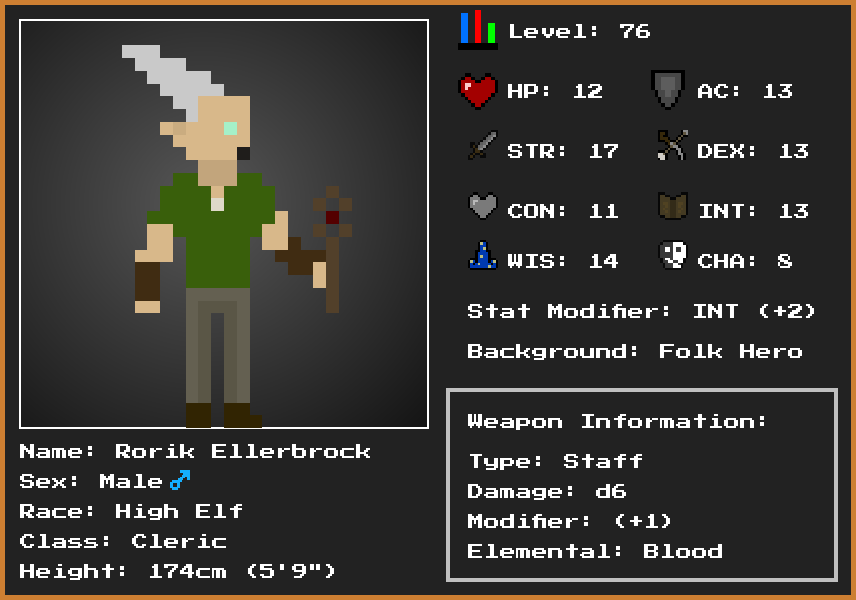 Level: 76
HP: 12
AC: 13
STR: 17
DEX: 13
CON: 11
INT: 13
WIS: 14
CHA: 8
Stat Modifier: INT (+2)
Background: Folk Hero
Weapon Information:
Type: Staff
Damage: d6
Modifier: (+1)
Elemental: Blood
Name: Rorik Ellerbrock
Sex: Male ♂
Race: High Elf
Class: Cleric
Height: 174cm (5'9")